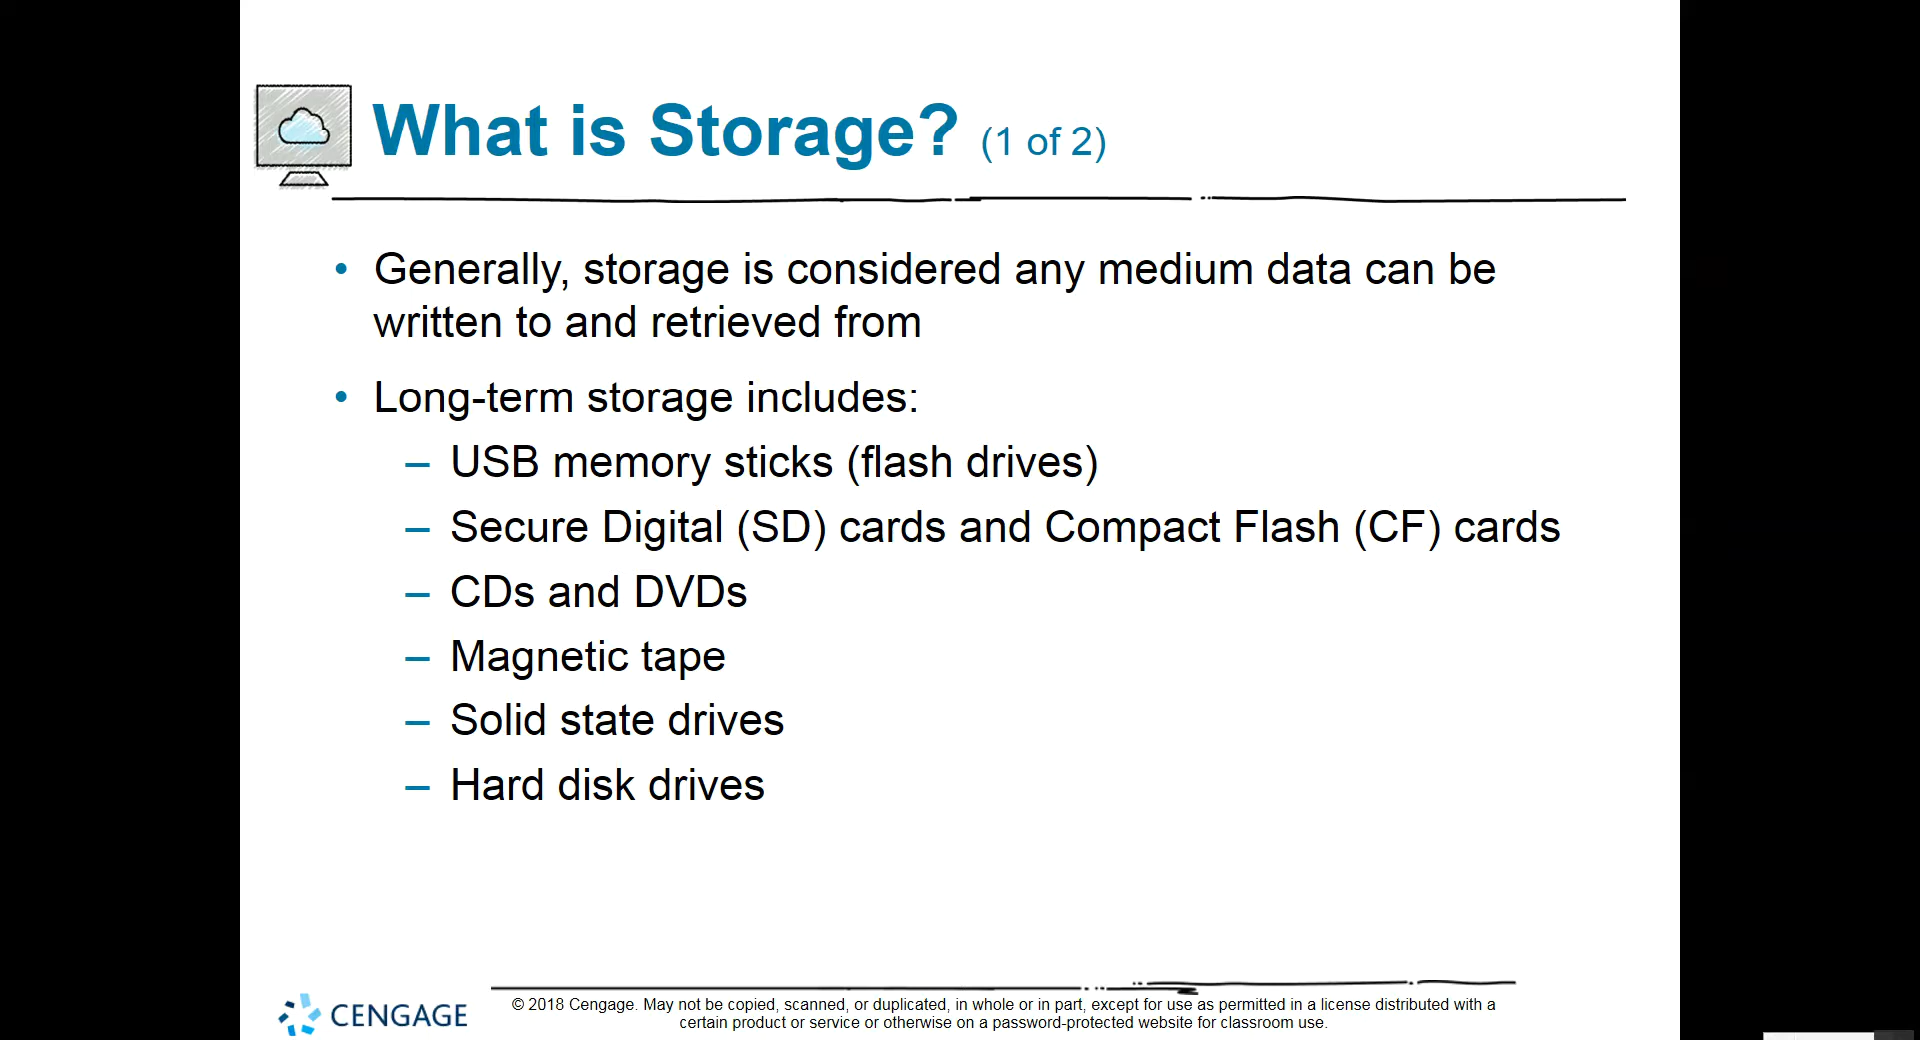 What is Storage? (1 of 2)
• Generally, storage is considered any medium data can be
written to and retrieved from
• Long-term storage includes:
– USB memory sticks (flash drives)
– Secure Digital (SD) cards and Compact Flash (CF) cards
– CDs and DVDs
– Magnetic tape
– Solid state drives
– Hard disk drives
CENGAGE
© 2018 Cengage. May not be copied, scanned, or duplicated, in whole or in part, except for use as permitted in a license distributed with a
certain product or service or otherwise on a password-protected website for classroom use.